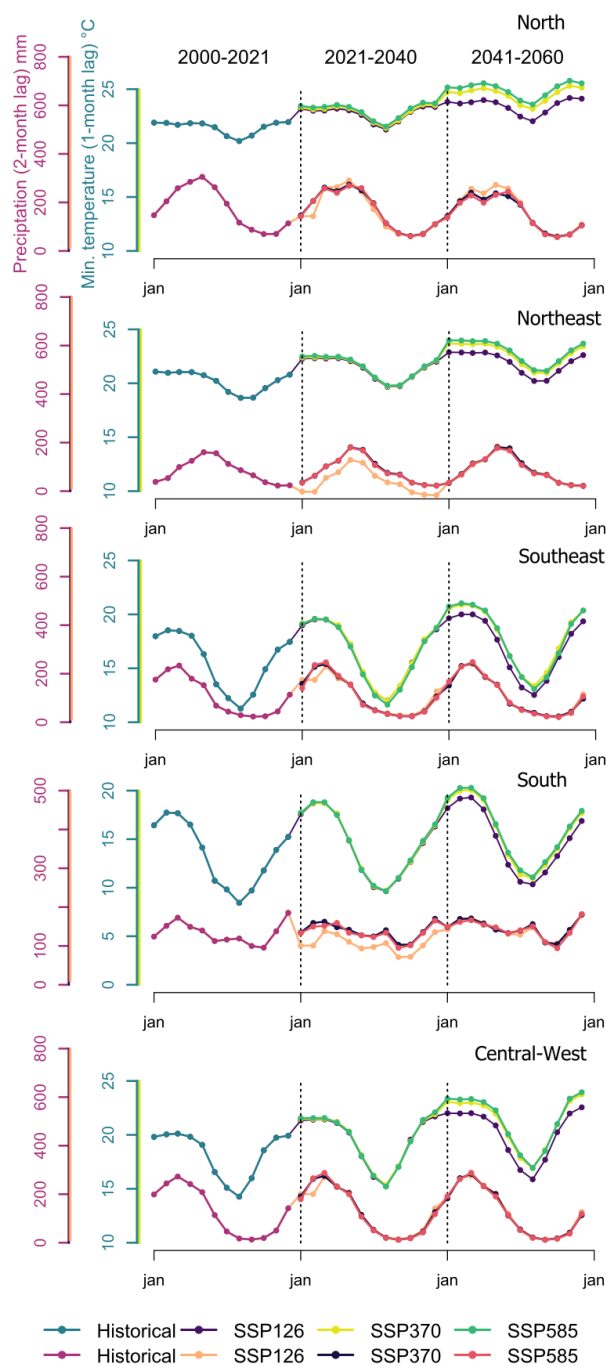 North
2000-2021 2021-2040 2041-2060
Preciptation (2-month lag) mm
0 200 400 600 800
Min. temperature (1-month lag) °C
10 15 20 25
jan jan jan jan
Northeast
0 200 400 600 800
10 15 20 25
jan jan jan jan
Southeast
0 200 400 600 800
10 15 20 25
jan jan jan jan
South
0 100 300 500
0 5 10 15 20
jan jan jan jan
Central-West
0 200 400 600 800
10 15 20 25
jan jan jan jan
Historical SSP126 SSP370 SSP585
Historical SSP126 SSP370 SSP585